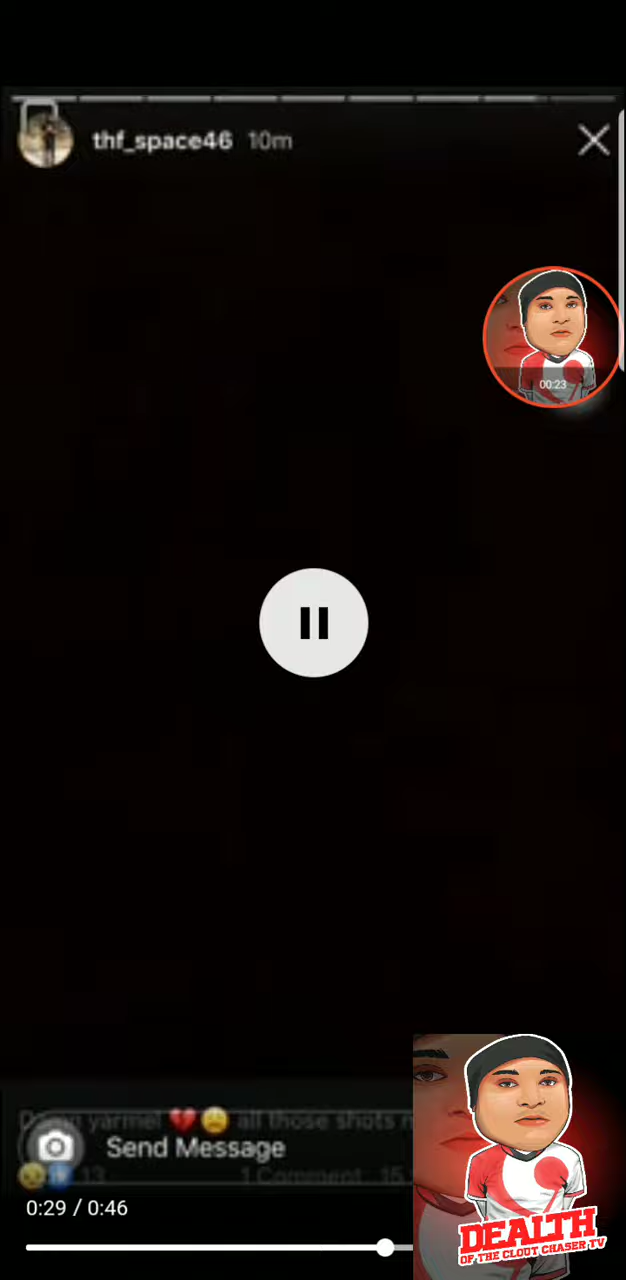 thf_space46 10m
00:23
yarmel 💔😟 all those shots
Send Message
13 1 Comment 15
0:29 / 0:46
DEALTH
OF THE CLOUT CHASER TV